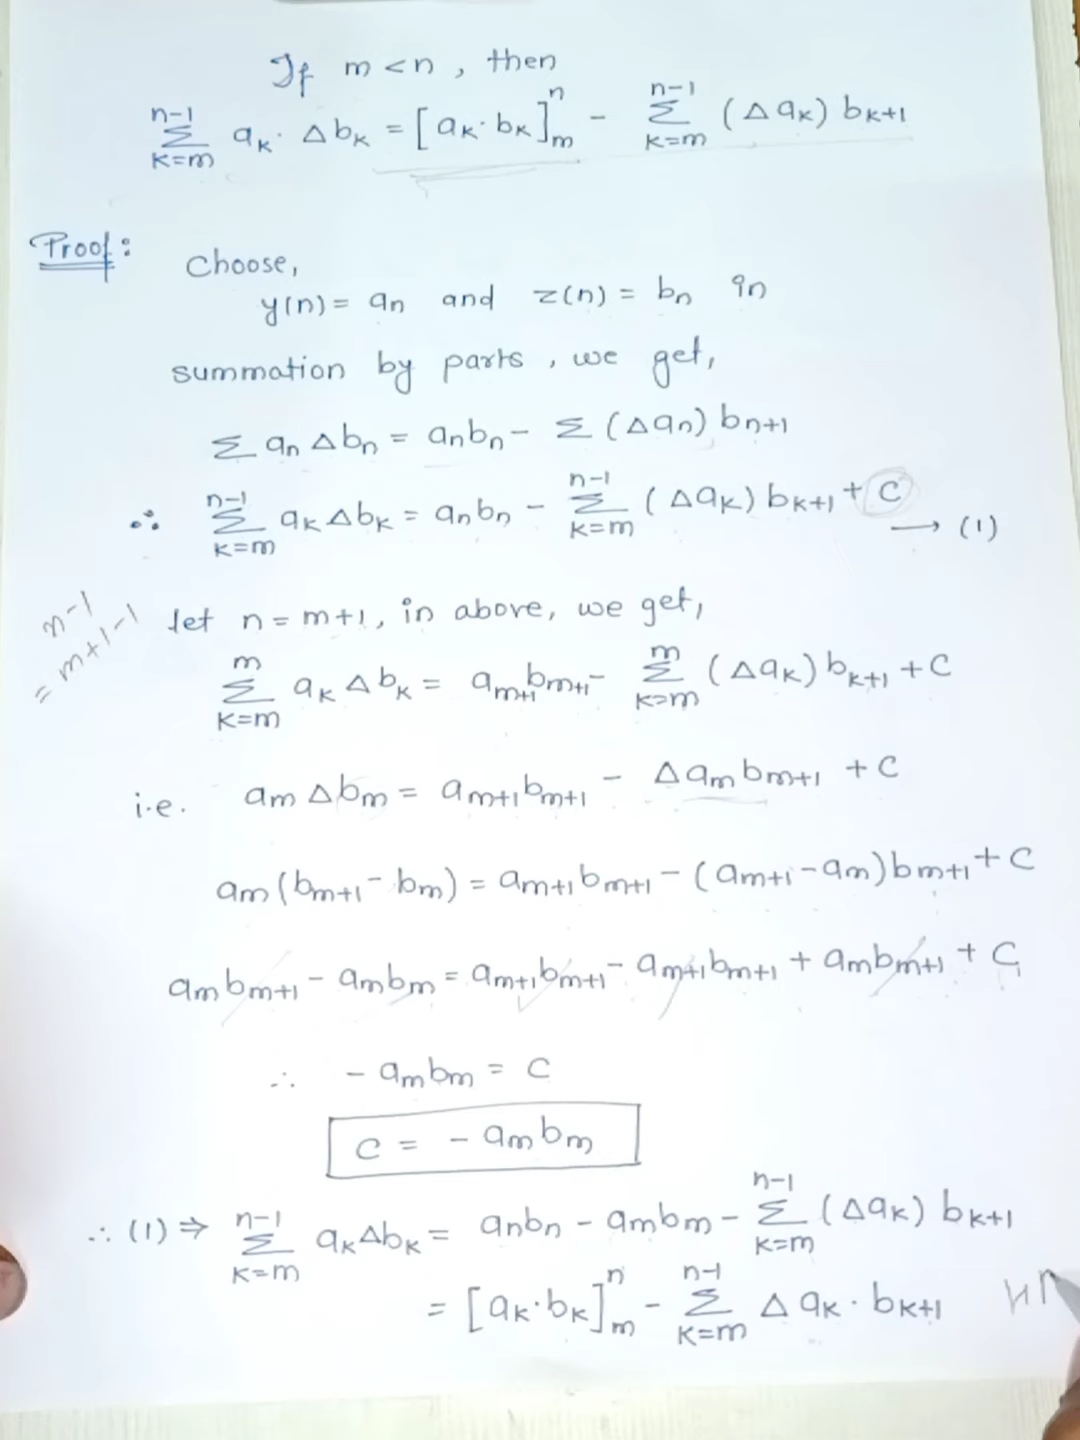 If m < n, then
n-1 Σ k=m aₖ · Δbₖ = [aₖ·bₖ]ⁿₘ - n-1 Σ k=m (Δaₖ) bₖ₊₁
Proof:
Choose,
y(n) = aₙ and z(n) = bₙ in
summation by parts, we get,
Σ aₙ Δbₙ = aₙbₙ - Σ (Δaₙ) bₙ₊₁
∴ n-1 Σ k=m aₖ Δbₖ = aₙbₙ - n-1 Σ k=m (Δaₖ) bₖ₊₁ + C → (1)
n-1
= m+1-1
let n = m+1, in above, we get,
m Σ k=m aₖ Δbₖ = aₘ₊₁bₘ₊₁ - m Σ k=m (Δaₖ) bₖ₊₁ + C
i.e. aₘ Δbₘ = aₘ₊₁bₘ₊₁ - Δaₘ bₘ₊₁ + C
aₘ(bₘ₊₁ - bₘ) = aₘ₊₁bₘ₊₁ - (aₘ₊₁ - aₘ)bₘ₊₁ + C
aₘbₘ₊₁ - aₘbₘ = aₘ₊₁bₘ₊₁ - aₘ₊₁bₘ₊₁ + aₘbₘ₊₁ + C
∴ - aₘbₘ = C
C = - aₘbₘ
∴ (1) ⇒ n-1 Σ k=m aₖΔbₖ = aₙbₙ - aₘbₘ - n-1 Σ k=m (Δaₖ) bₖ₊₁
= [aₖ·bₖ]ⁿₘ - n-1 Σ k=m Δaₖ · bₖ₊₁